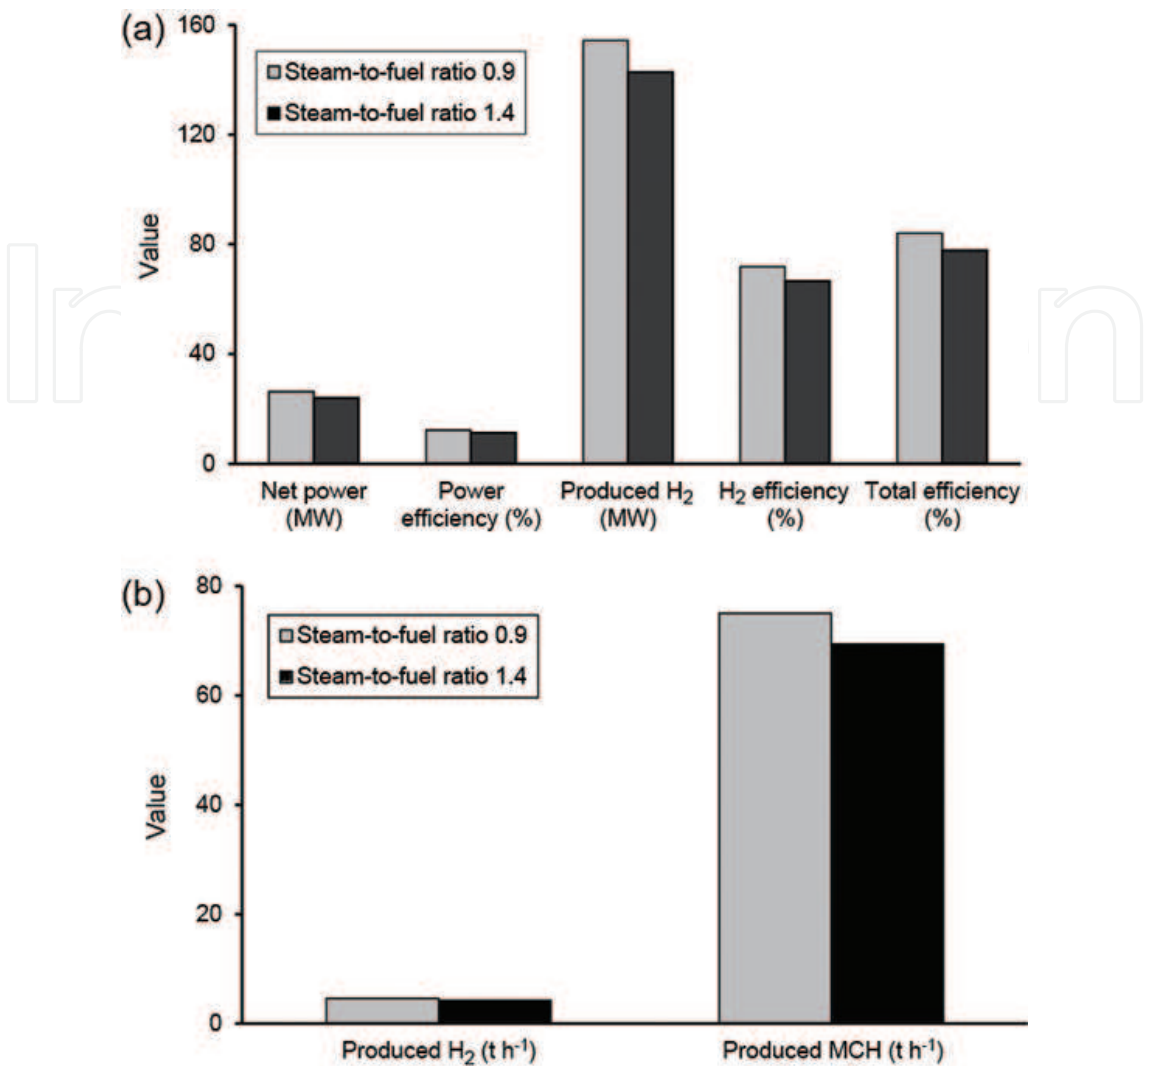 (a)
160
Steam-to-fuel ratio 0.9
Steam-to-fuel ratio 1.4
120
80
40
0
Value
Net power
(MW)
Power
efficiency (%)
Produced H₂
(MW)
H₂ efficiency
(%)
Total efficiency
(%)
(b)
80
Steam-to-fuel ratio 0.9
Steam-to-fuel ratio 1.4
60
40
20
0
Value
Produced H₂ (t h⁻¹)
Produced MCH (t h⁻¹)